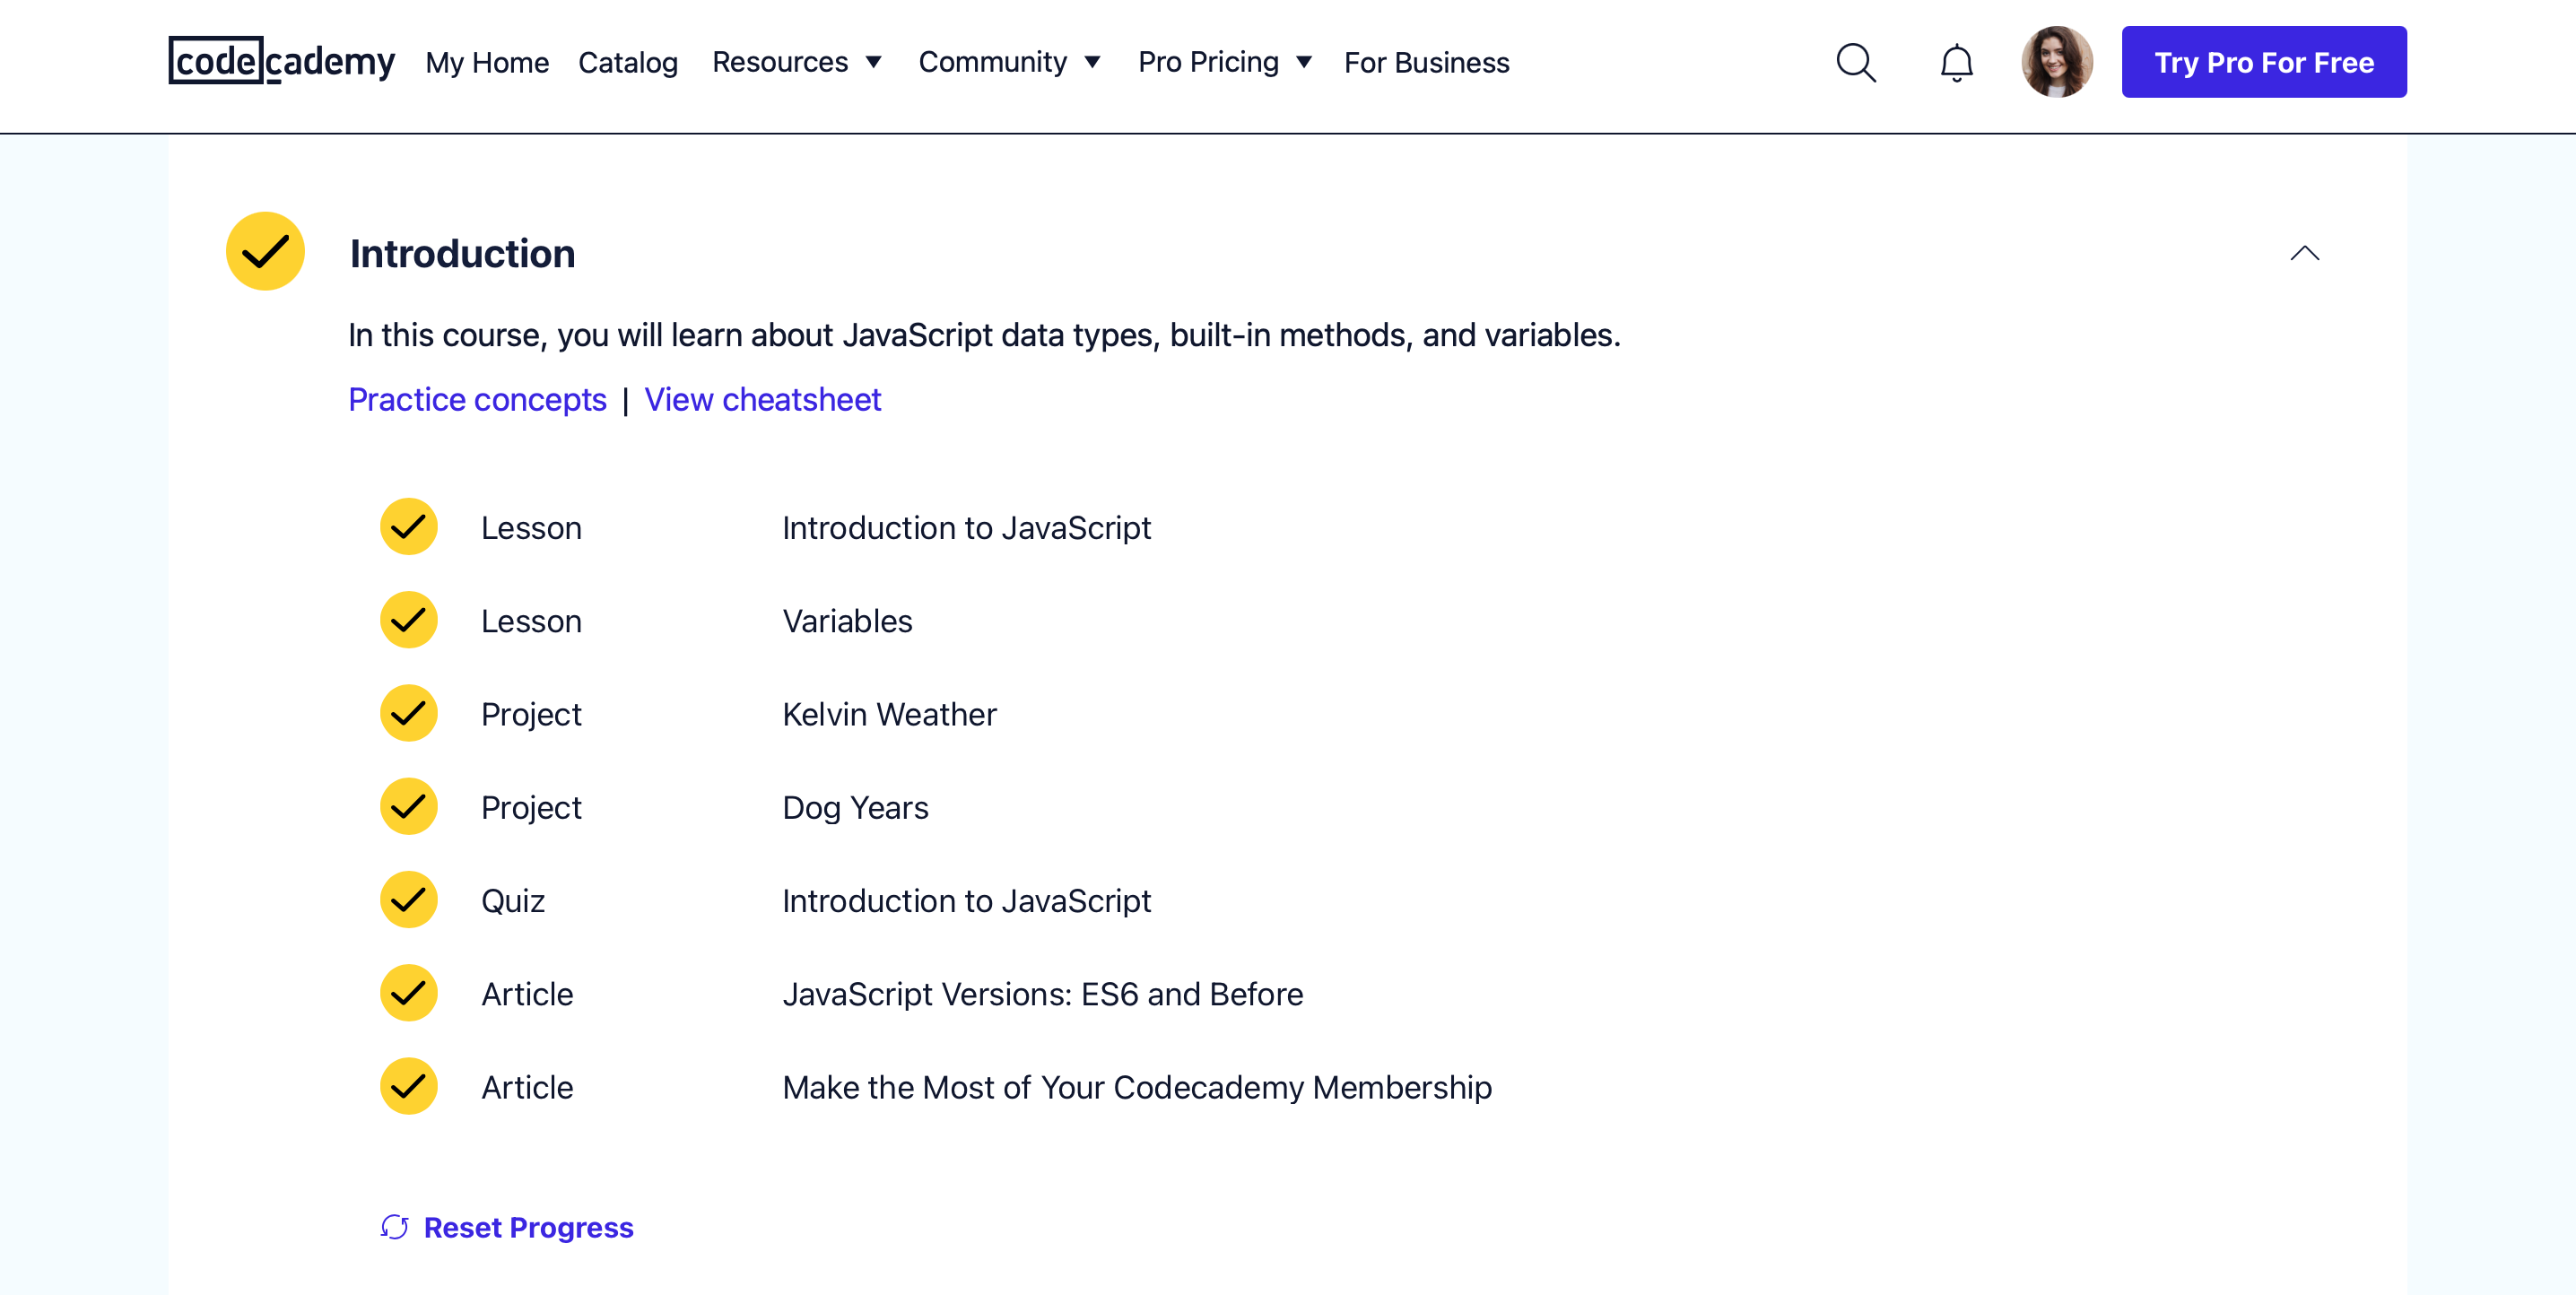 codecademy My Home Catalog Resources Community Pro Pricing For Business Try Pro For Free
Introduction
In this course, you will learn about JavaScript data types, built-in methods, and variables.
Practice concepts | View cheatsheet
Lesson Introduction to JavaScript
Lesson Variables
Project Kelvin Weather
Project Dog Years
Quiz Introduction to JavaScript
Article JavaScript Versions: ES6 and Before
Article Make the Most of Your Codecademy Membership
Reset Progress